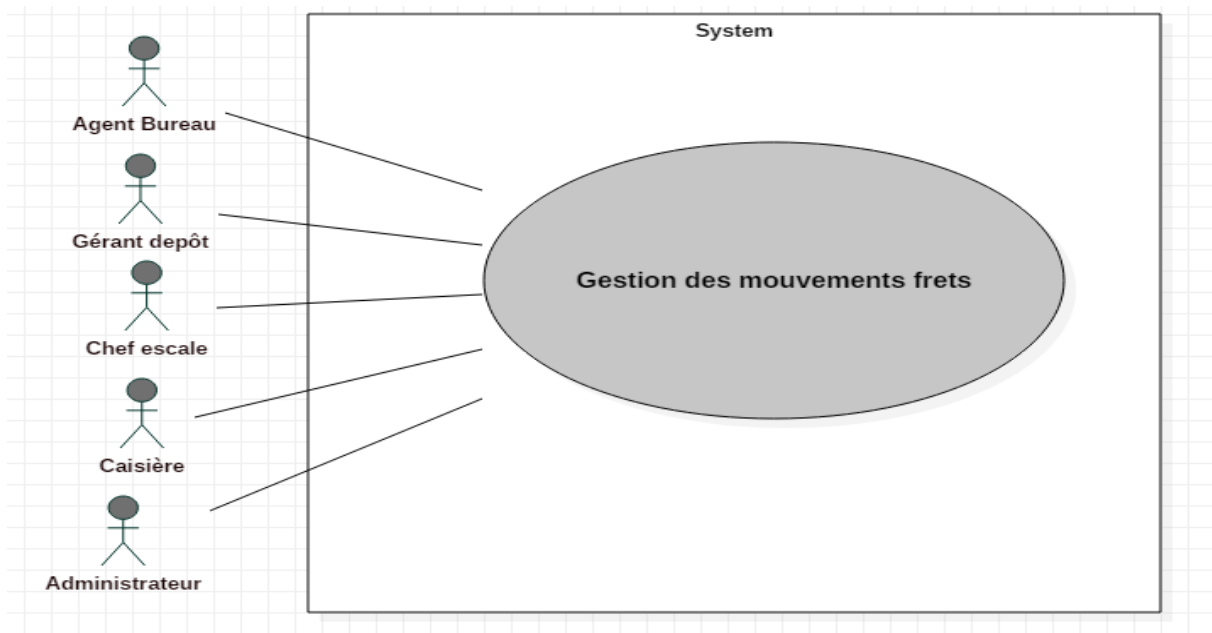 System
Agent Bureau
Gérant depôt
Gestion des mouvements frets
Chef escale
Caisière
Administrateur